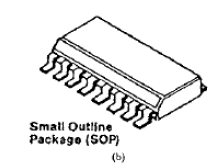 Small Outline
Package (SOP)
(b)